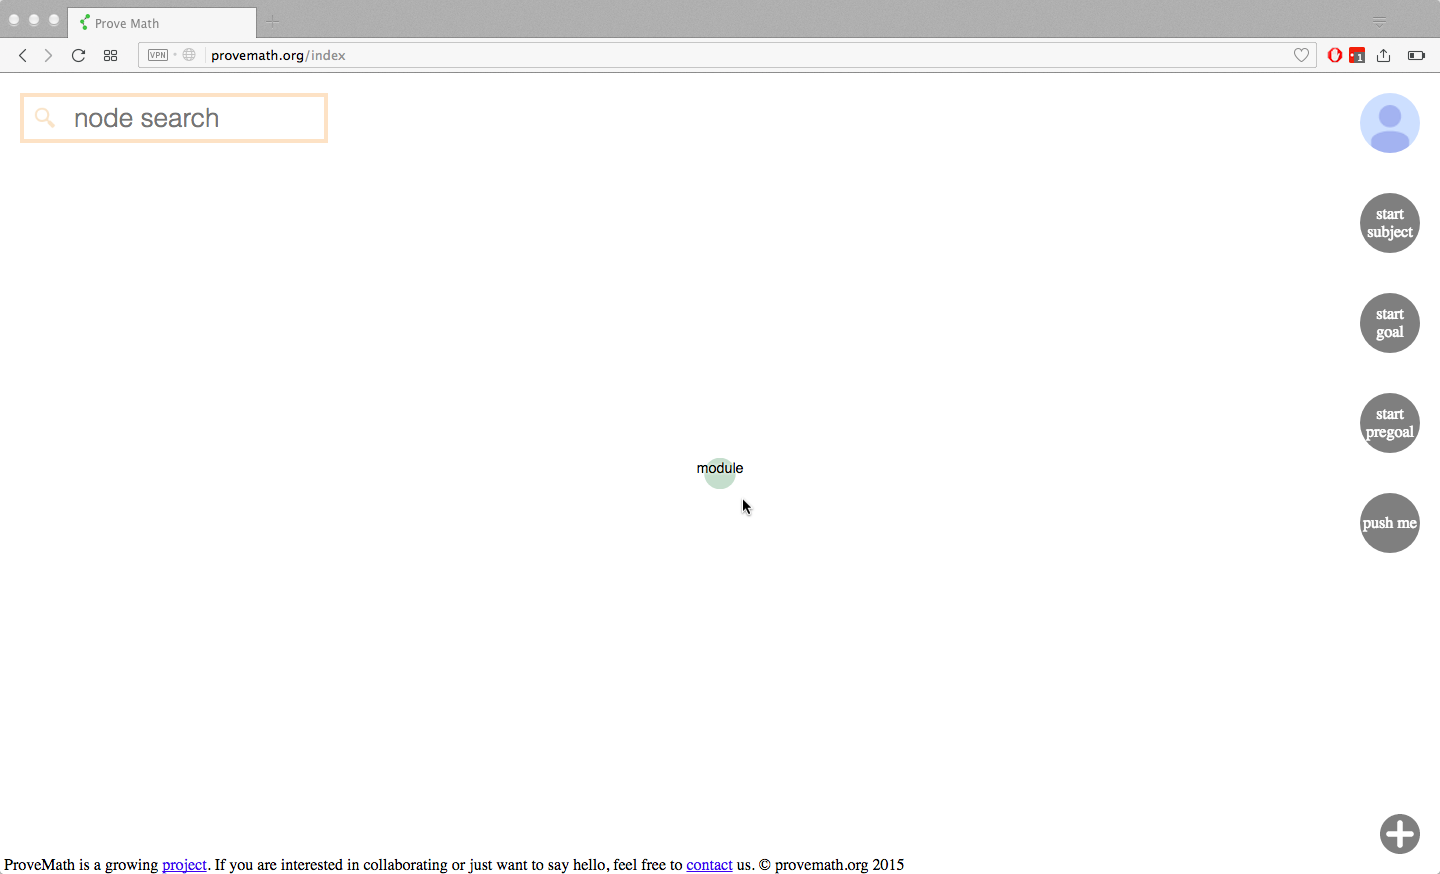 Prove Math
VPN
provemath.org/index
1
node search
start
subject
start
goal
start
pregoal
module
push me
ProveMath is a growing project. If you are interested in collaborating or just want to say hello, feel free to contact us. © provemath.org 2015